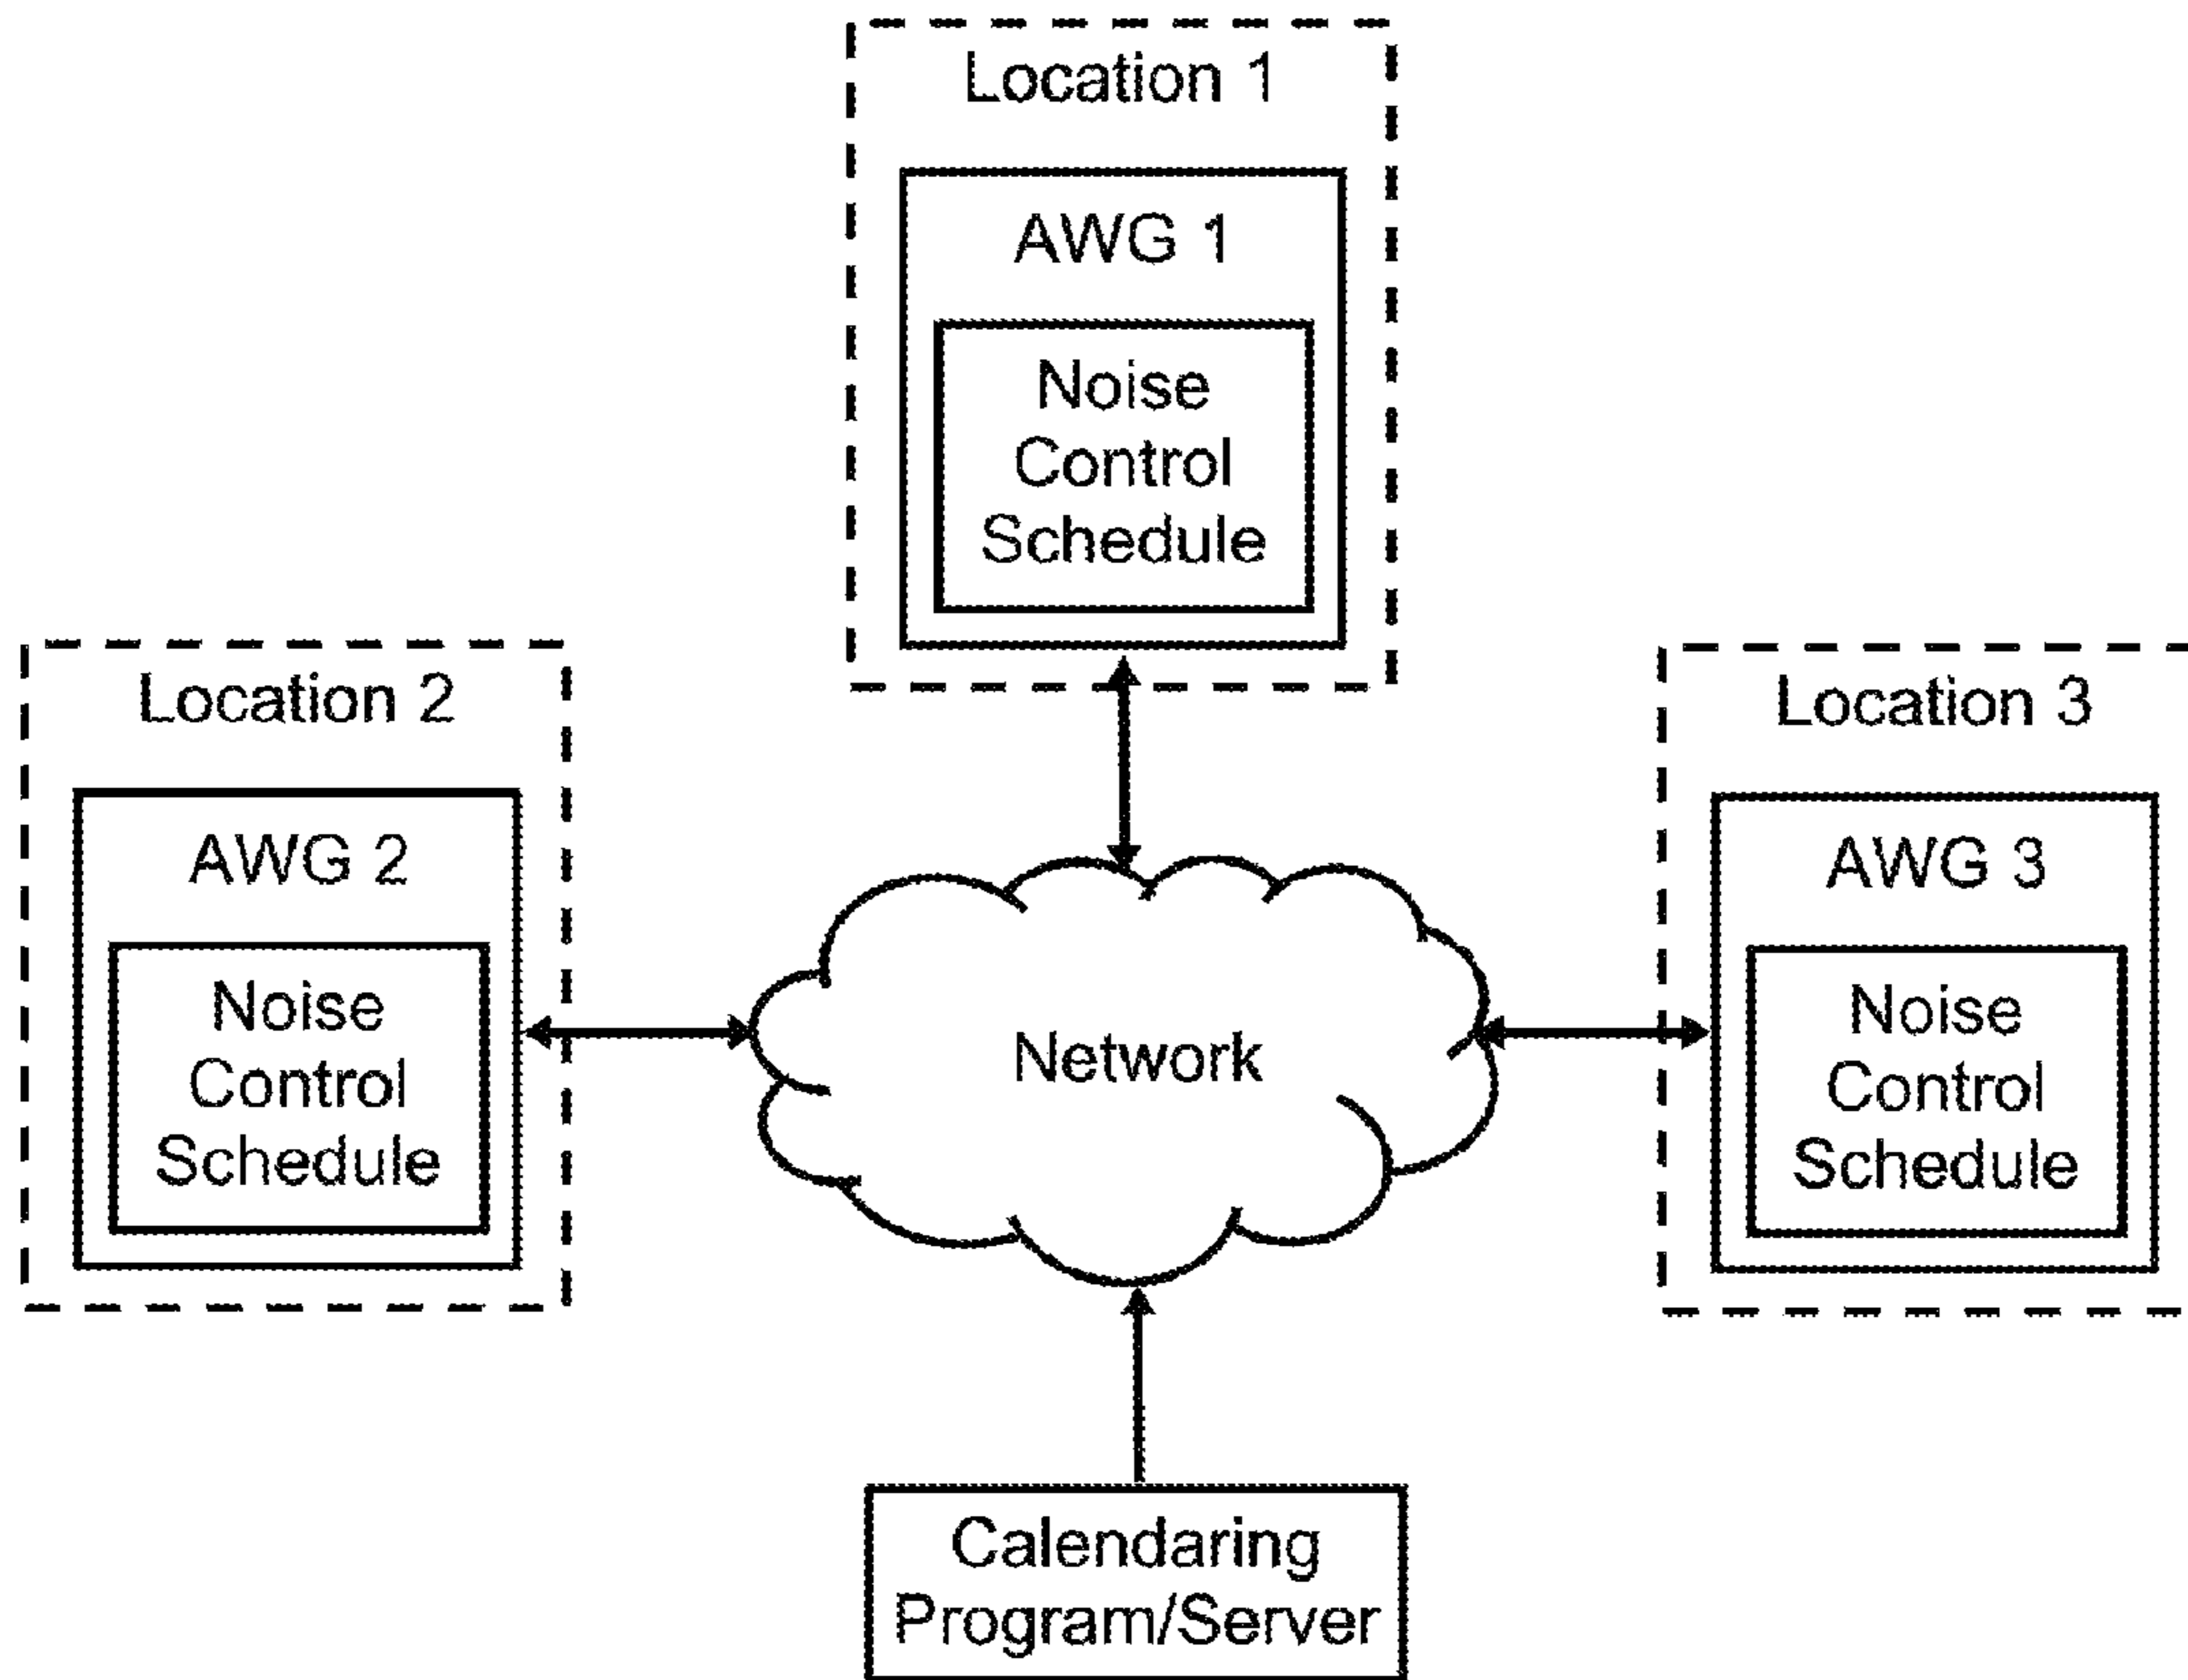 Location 1
AWG 1
Noise
Control
Schedule
Location 2
AWG 2
Noise
Control
Schedule
Network
Location 3
AWG 3
Noise
Control
Schedule
Calendaring
Program/Server